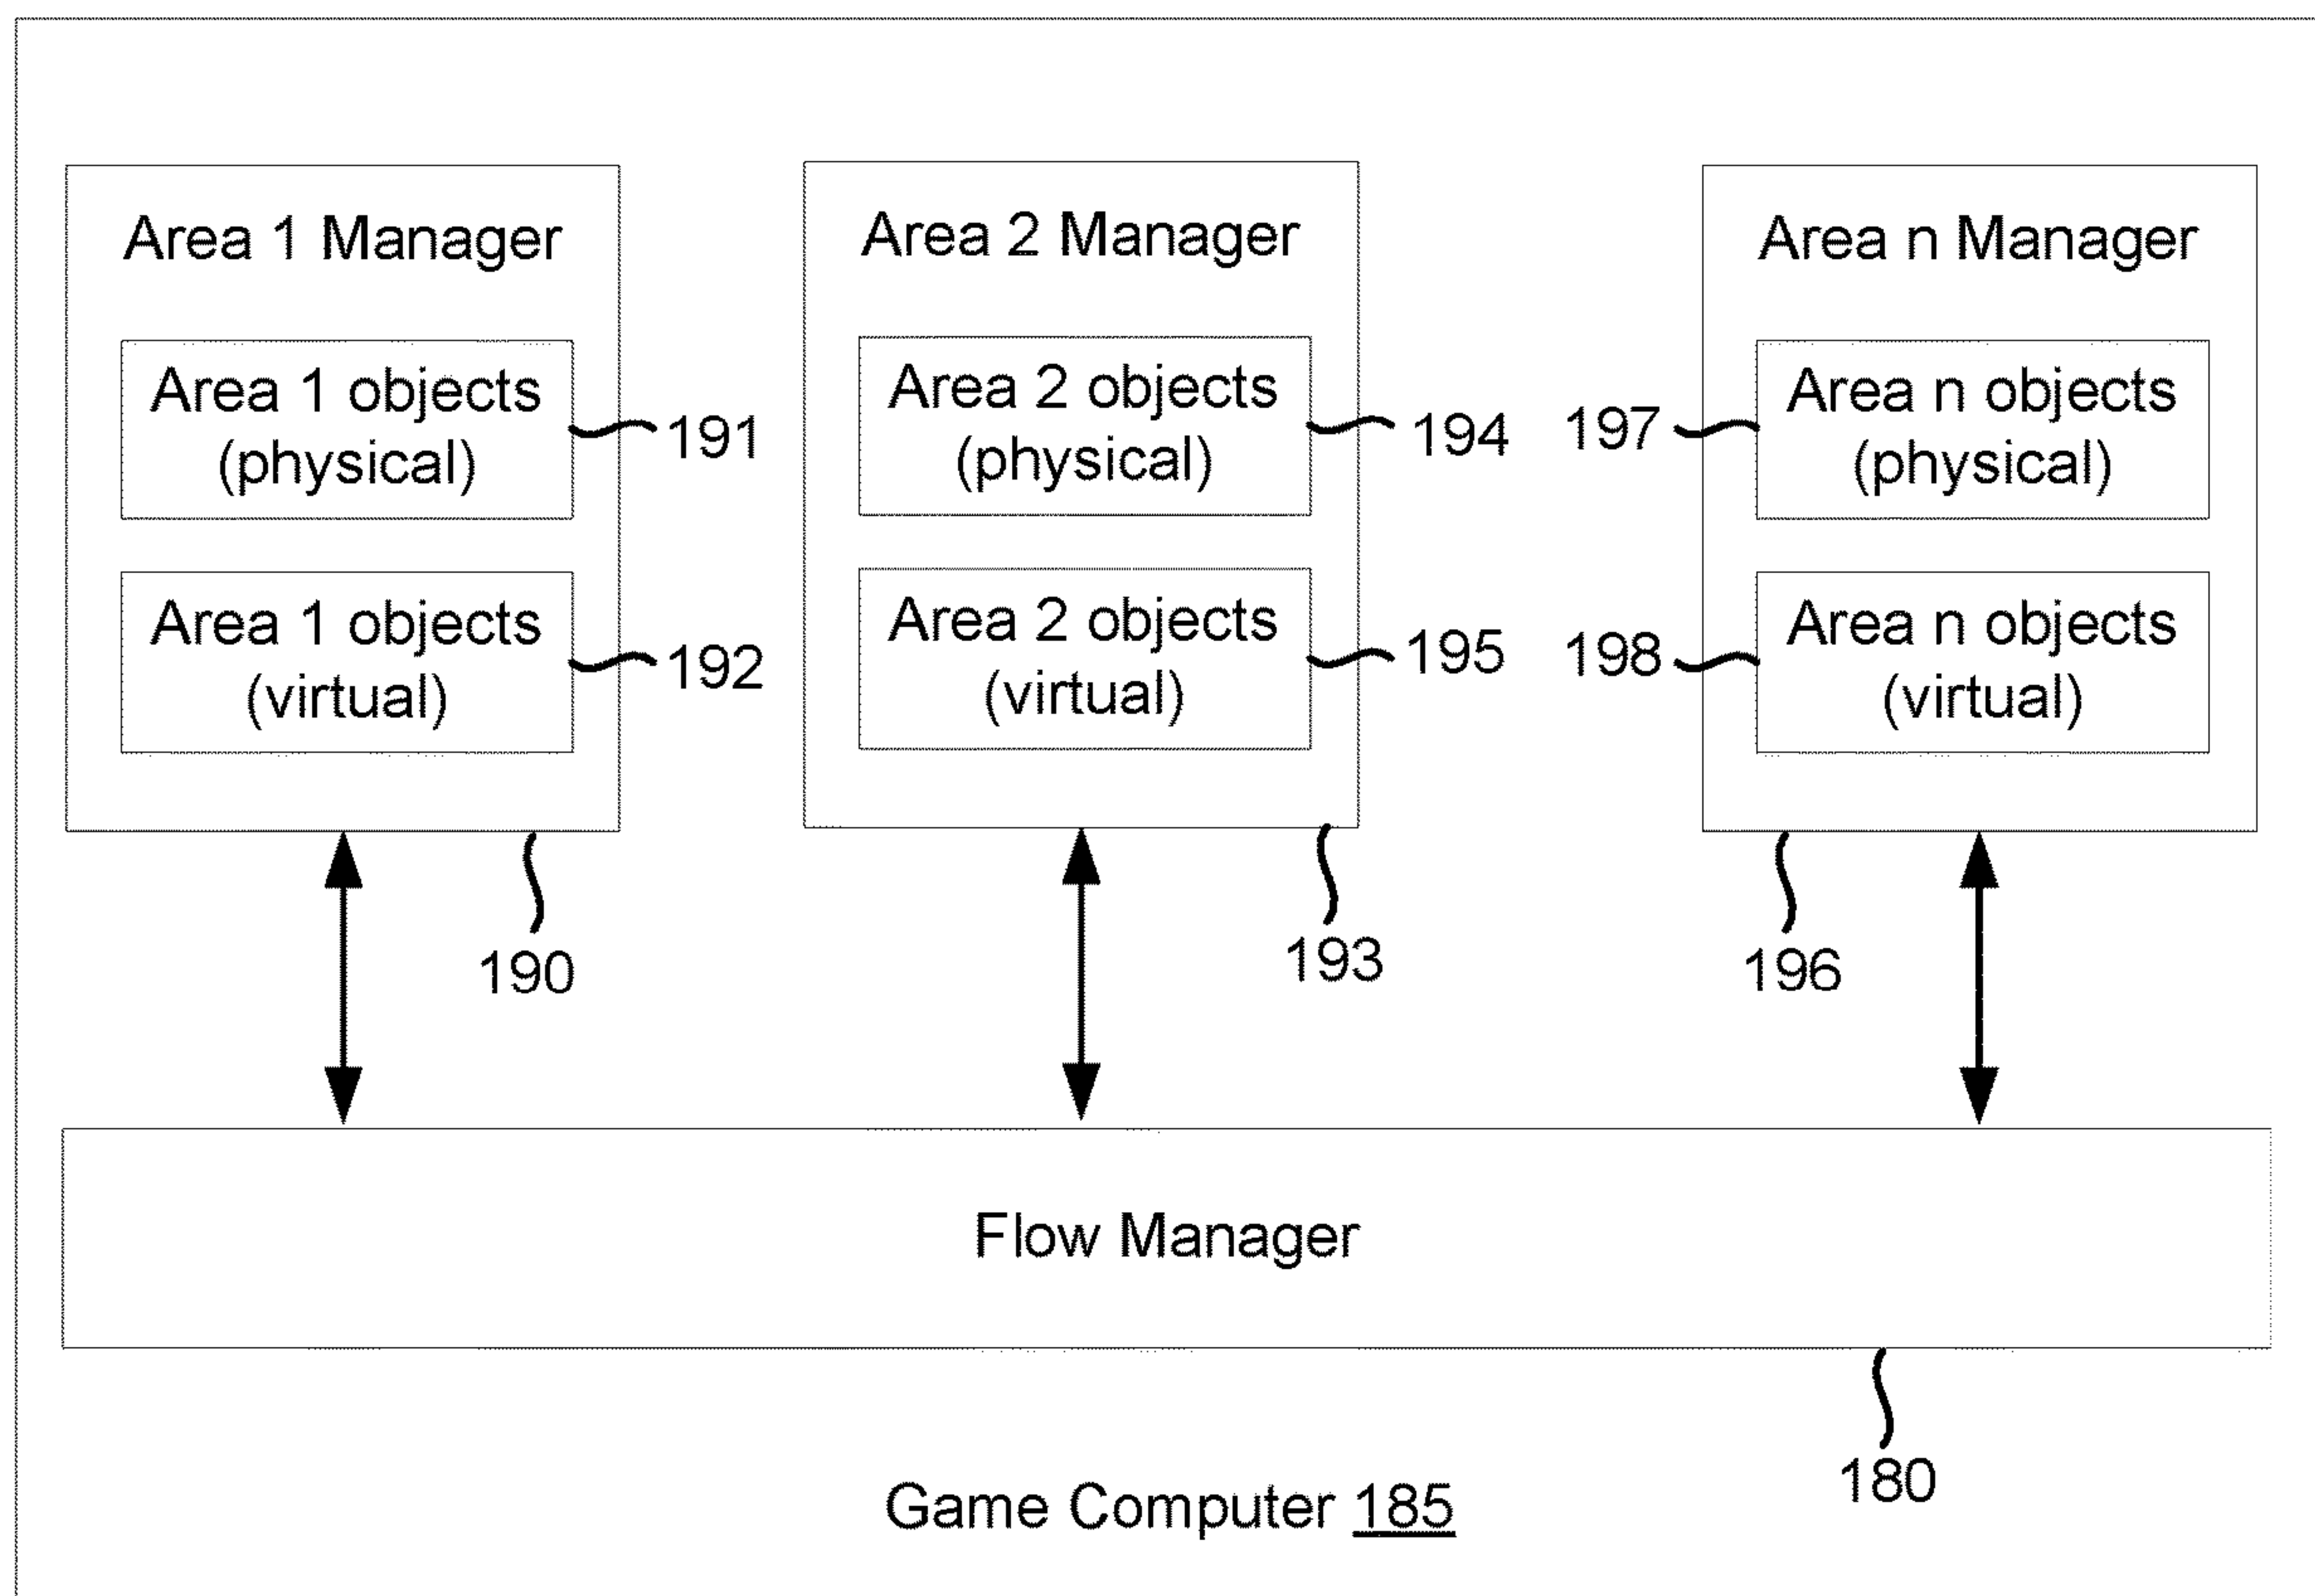 Area 1 Manager
Area 1 objects
(physical)
191
Area 1 objects
(virtual)
192
190
Area 2 Manager
Area 2 objects
(physical)
194
Area 2 objects
(virtual)
195
193
Area n Manager
197
Area n objects
(physical)
198
Area n objects
(virtual)
196
Flow Manager
180
Game Computer 185